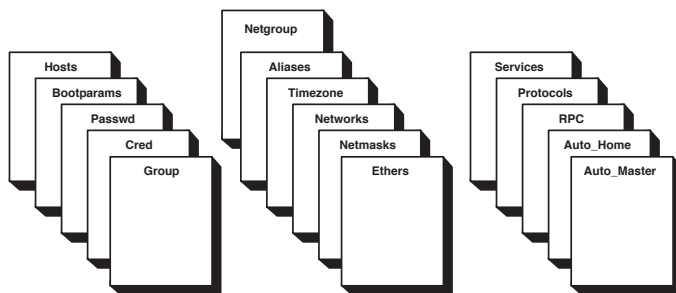 Hosts
Bootparams
Passwd
Cred
Group
Netgroup
Aliases
Timezone
Networks
Netmasks
Ethers
Services
Protocols
RPC
Auto_Home
Auto_Master